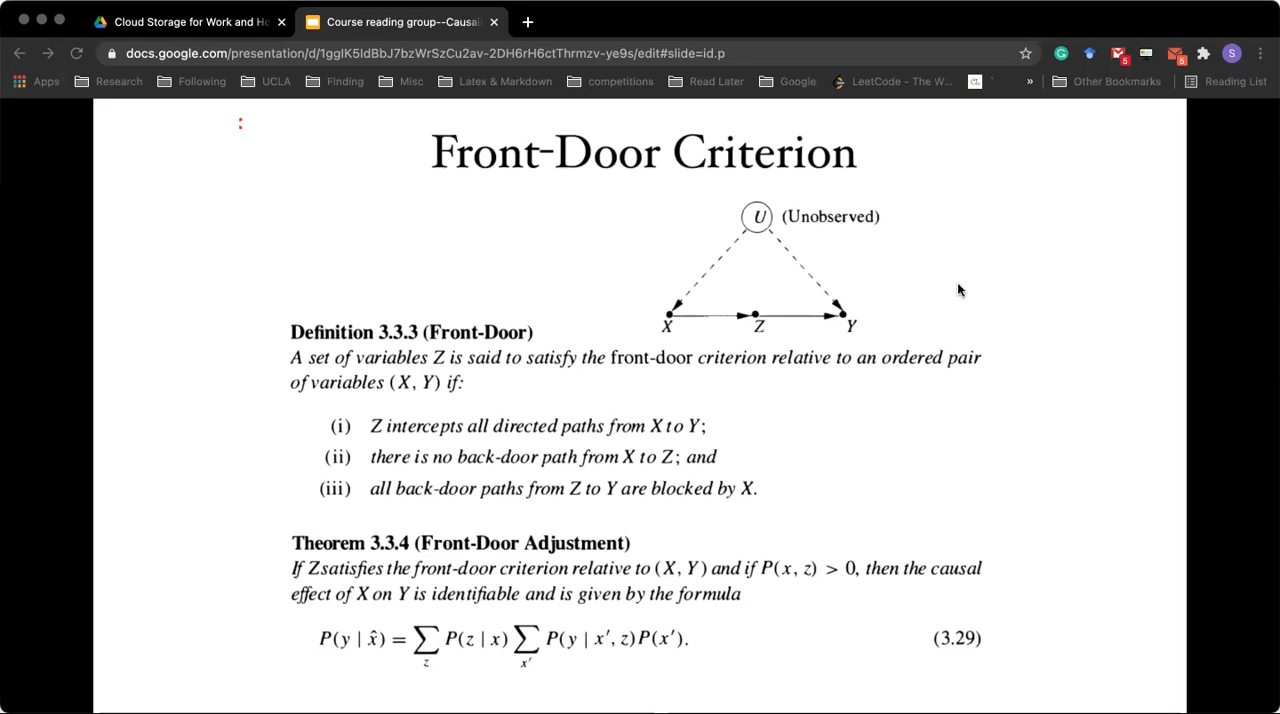 Cloud Storage for Work and Ho
Course reading group--Causal
docs.google.com/presentation/d/
/edit#slide=id.p
S
Apps
Research
Following
UCLA
Finding
Misc
Latex & Markdown
competitions
Read Later
Google
LeetCode - The W...
»
Other Bookmarks
Reading List
:
Front-Door Criterion
U (Unobserved)
X Z Y
Definition 3.3.3 (Front-Door)
A set of variables Z is said to satisfy the front-door criterion relative to an ordered pair
of variables (X, Y) if:
(i) Z intercepts all directed paths from X to Y;
(ii) there is no back-door path from X to Z; and
(iii) all back-door paths from Z to Y are blocked by X.
Theorem 3.3.4 (Front-Door Adjustment)
If Z satisfies the front-door criterion relative to (X, Y) and if P(x, z) > 0, then the causal
effect of X on Y is identifiable and is given by the formula
P(y | x̂) = ∑z P(z | x) ∑x′ P(y | x′, z)P(x′). (3.29)